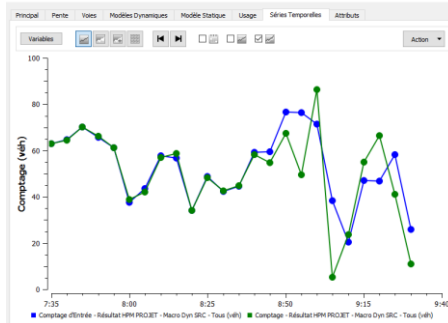 Principal Pente Voies Modèles Dynamiques Modèle Statique Usage Séries Temporelles Attributs
Variables Action
100
80
60
40
20
0
Comptage (véh)
7:35 8:00 8:25 8:50 9:15 9:40
Comptage d'Entrée - Résultat HPM PROJET - Macro Dyn SRC - Tous (véh) Comptage - Résultat HPM PROJET - Macro Dyn SRC - Tous (véh)